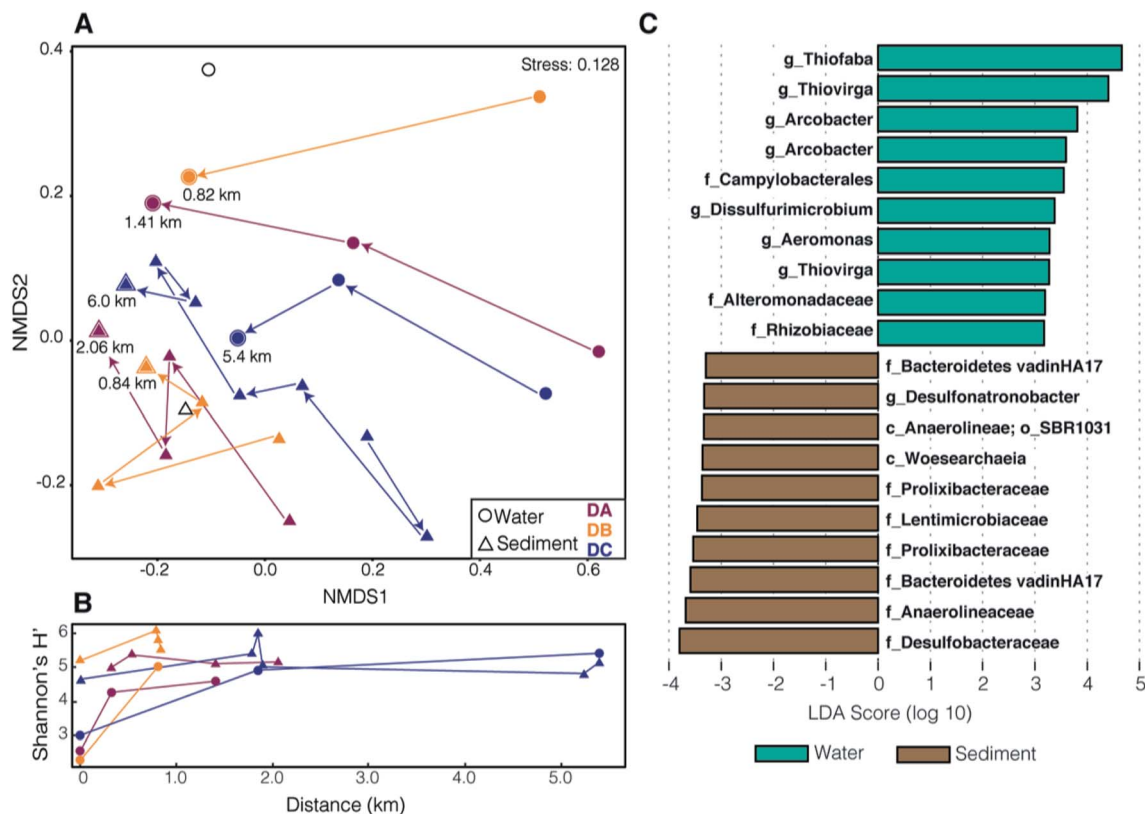 A
Stress: 0.128
0.4
0.2
0.0
-0.2
NMDS2
0.82 km
1.41 km
6.0 km
5.4 km
2.06 km
0.84 km
Water
Sediment
DA
DB
DC
-0.2
0.0
0.2
0.4
0.6
NMDS1
B
6
5
4
3
Shannon's H'
0
1.0
2.0
3.0
4.0
5.0
Distance (km)
C
g_Thiofaba
g_Thiovirga
g_Arcobacter
g_Arcobacter
f_Campylobacterales
g_Dissulfurimicrobium
g_Aeromonas
g_Thiovirga
f_Alteromonadaceae
f_Rhizobiaceae
f_Bacteroidetes vadinHA17
g_Desulfonatronobacter
c_Anaerolineae; o_SBR1031
c_Woesearchaeia
f_Prolixibacteraceae
f_Lentimicrobiaceae
f_Prolixibacteraceae
f_Bacteroidetes vadinHA17
f_Anaerolineaceae
f_Desulfobacteraceae
-4 -3 -2 -1 0 1 2 3 4 5
LDA Score (log 10)
Water
Sediment